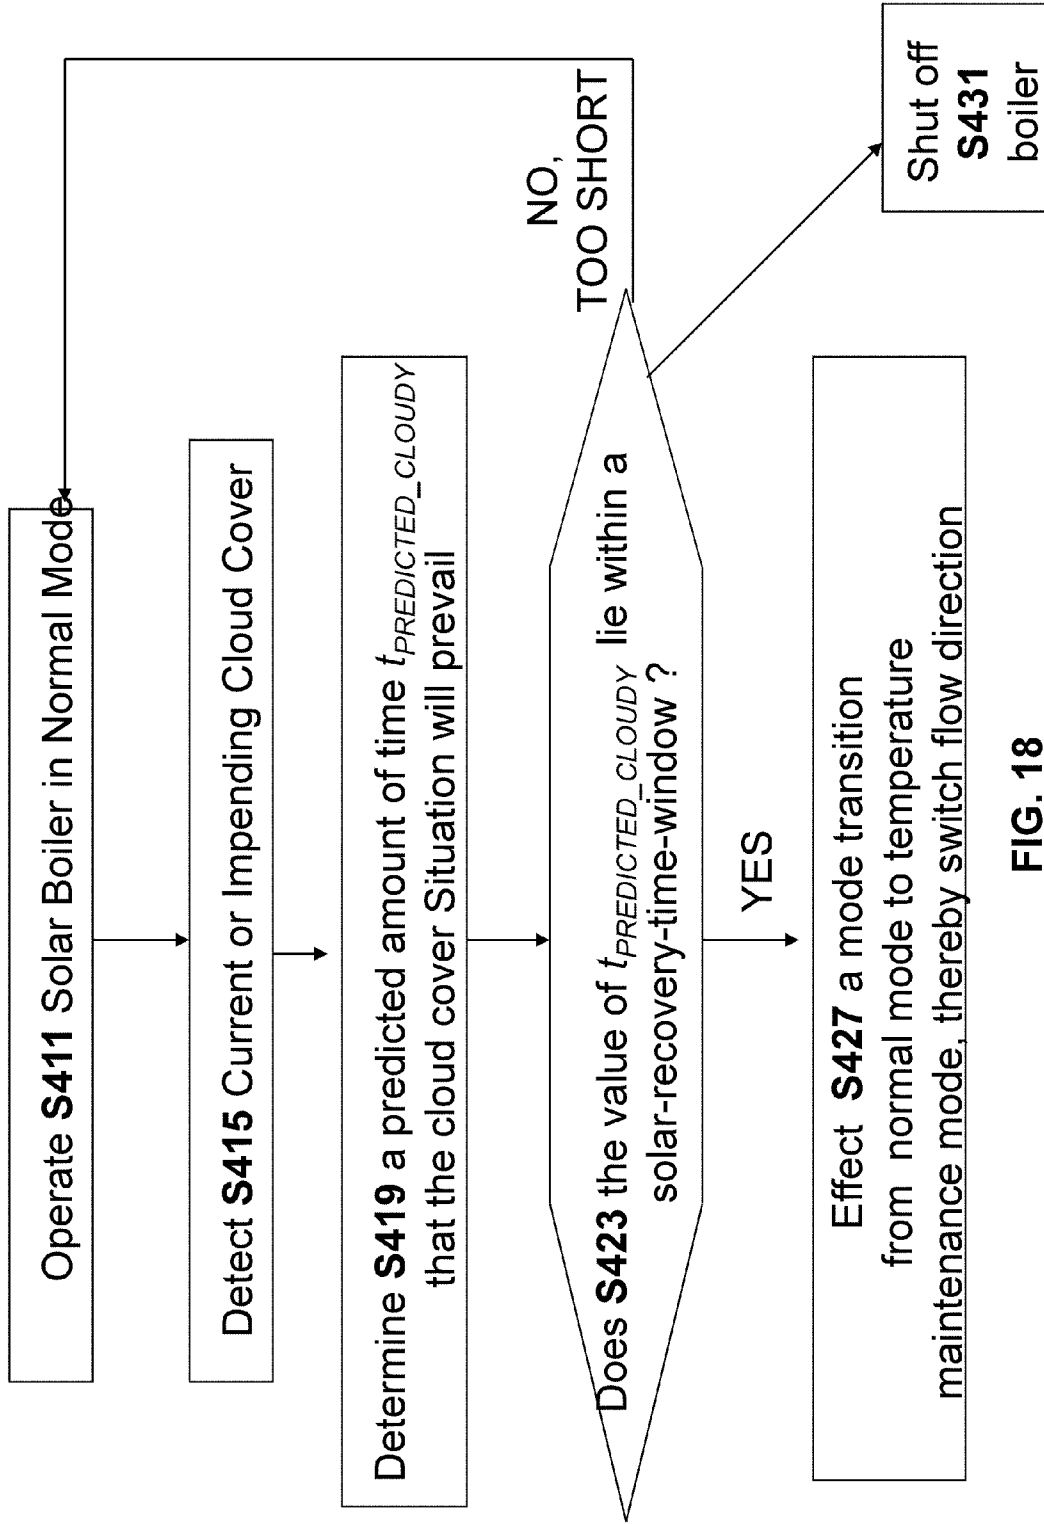 Operate S411 Solar Boiler in Normal Mode
Detect S415 Current or Impending Cloud Cover
Determine S419 a predicted amount of time tPREDICTED_CLOUDY
that the cloud cover Situation will prevail
Does S423 the value of tPREDICTED_CLOUDY lie within a
solar-recovery-time-window ?
NO,
TOO SHORT
YES
Shut off
S431
boiler
Effect S427 a mode transition
from normal mode to temperature
maintenance mode, thereby switch flow direction
FIG. 18